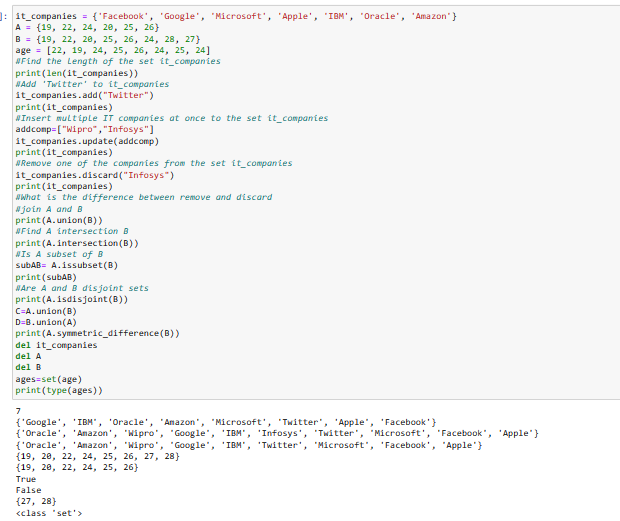 ]: it_companies = {'Facebook', 'Google', 'Microsoft', 'Apple', 'IBM', 'Oracle', 'Amazon'}
A = {19, 22, 24, 20, 25, 26}
B = {19, 22, 20, 25, 26, 24, 28, 27}
age = [22, 19, 24, 25, 26, 24, 25, 24]
#Find the length of the set it_companies
print(len(it_companies))
#Add 'Twitter' to it_companies
it_companies.add("Twitter")
print(it_companies)
#Insert multiple IT companies at once to the set it_companies
addcomp=["Wipro","Infosys"]
it_companies.update(addcomp)
print(it_companies)
#Remove one of the companies from the set it_companies
it_companies.discard("Infosys")
print(it_companies)
#What is the difference between remove and discard
#join A and B
print(A.union(B))
#Find A intersection B
print(A.intersection(B))
#Is A subset of B
subAB= A.issubset(B)
print(subAB)
#Are A and B disjoint sets
print(A.isdisjoint(B))
C=A.union(B)
D=B.union(A)
print(A.symmetric_difference(B))
del it_companies
del A
del B
ages=set(age)
print(type(ages))
7
{'Google', 'IBM', 'Oracle', 'Amazon', 'Microsoft', 'Twitter', 'Apple', 'Facebook'}
{'Oracle', 'Amazon', 'Wipro', 'Google', 'IBM', 'Infosys', 'Twitter', 'Microsoft', 'Facebook', 'Apple'}
{'Oracle', 'Amazon', 'Wipro', 'Google', 'IBM', 'Twitter', 'Microsoft', 'Facebook', 'Apple'}
{19, 20, 22, 24, 25, 26, 27, 28}
{19, 20, 22, 24, 25, 26}
True
False
{27, 28}
<class 'set'>